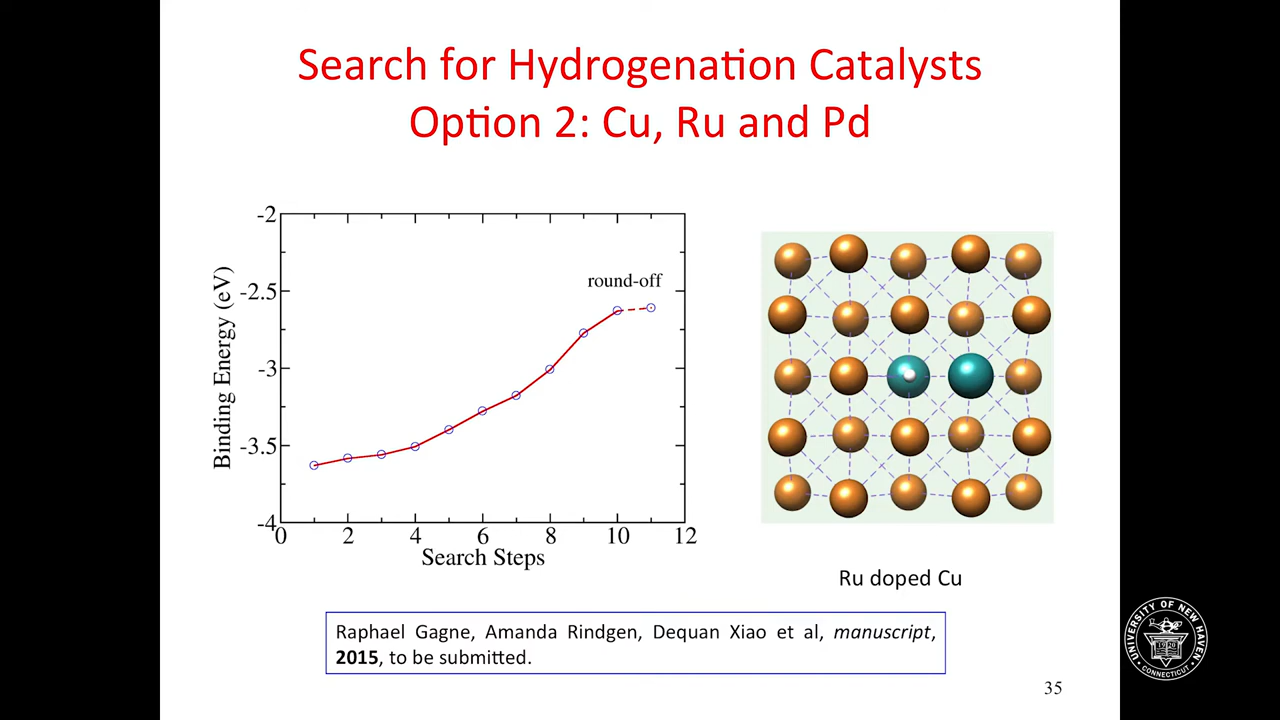 Search for Hydrogenation Catalysts
Option 2: Cu, Ru and Pd
-2
-2.5
-3
-3.5
-4
Binding Energy (eV)
round-off
0 2 4 6 8 10 12
Search Steps
Ru doped Cu
Raphael Gagne, Amanda Rindgen, Dequan Xiao et al, manuscript,
2015, to be submitted.
35
UNIVERSITY OF NEW HAVEN
CONNECTICUT